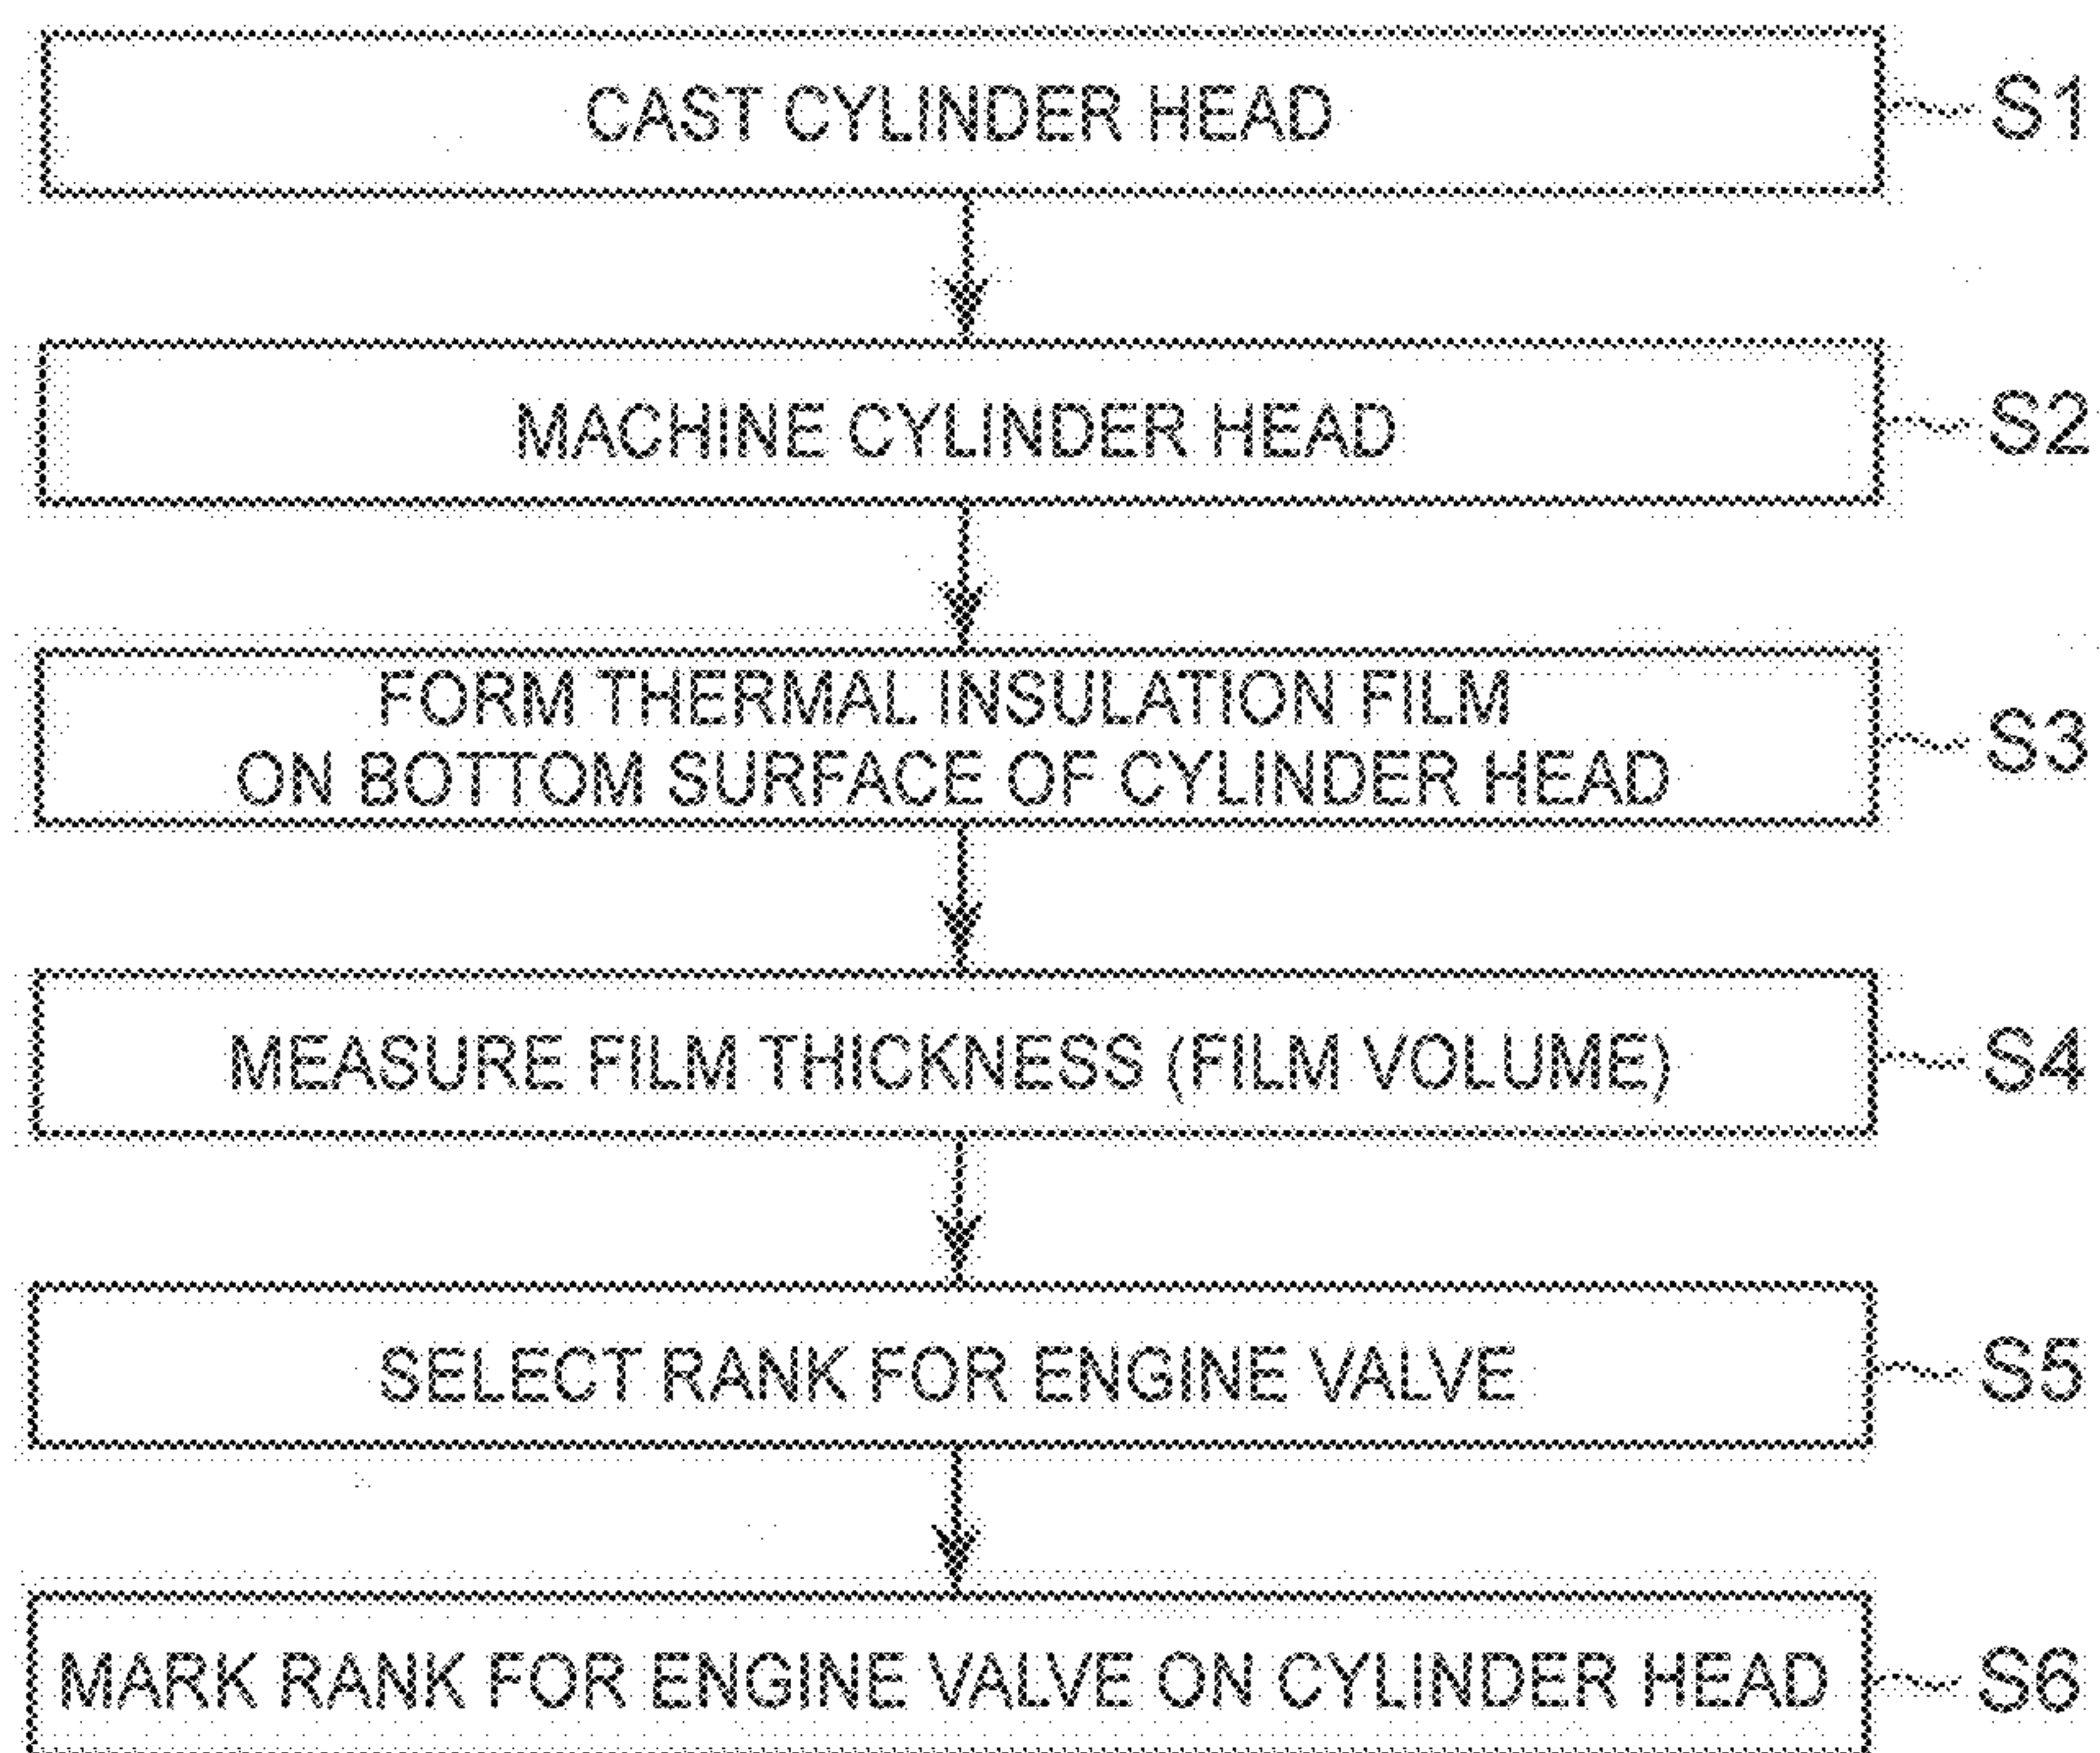 CAST CYLINDER HEAD
S1
MACHINE CYLINDER HEAD
S2
FORM THERMAL INSULATION FILM
ON BOTTOM SURFACE OF CYLINDER HEAD
S3
MEASURE FILM THICKNESS (FILM VOLUME)
S4
SELECT RANK FOR ENGINE VALVE
S5
MARK RANK FOR ENGINE VALVE ON CYLINDER HEAD
S6